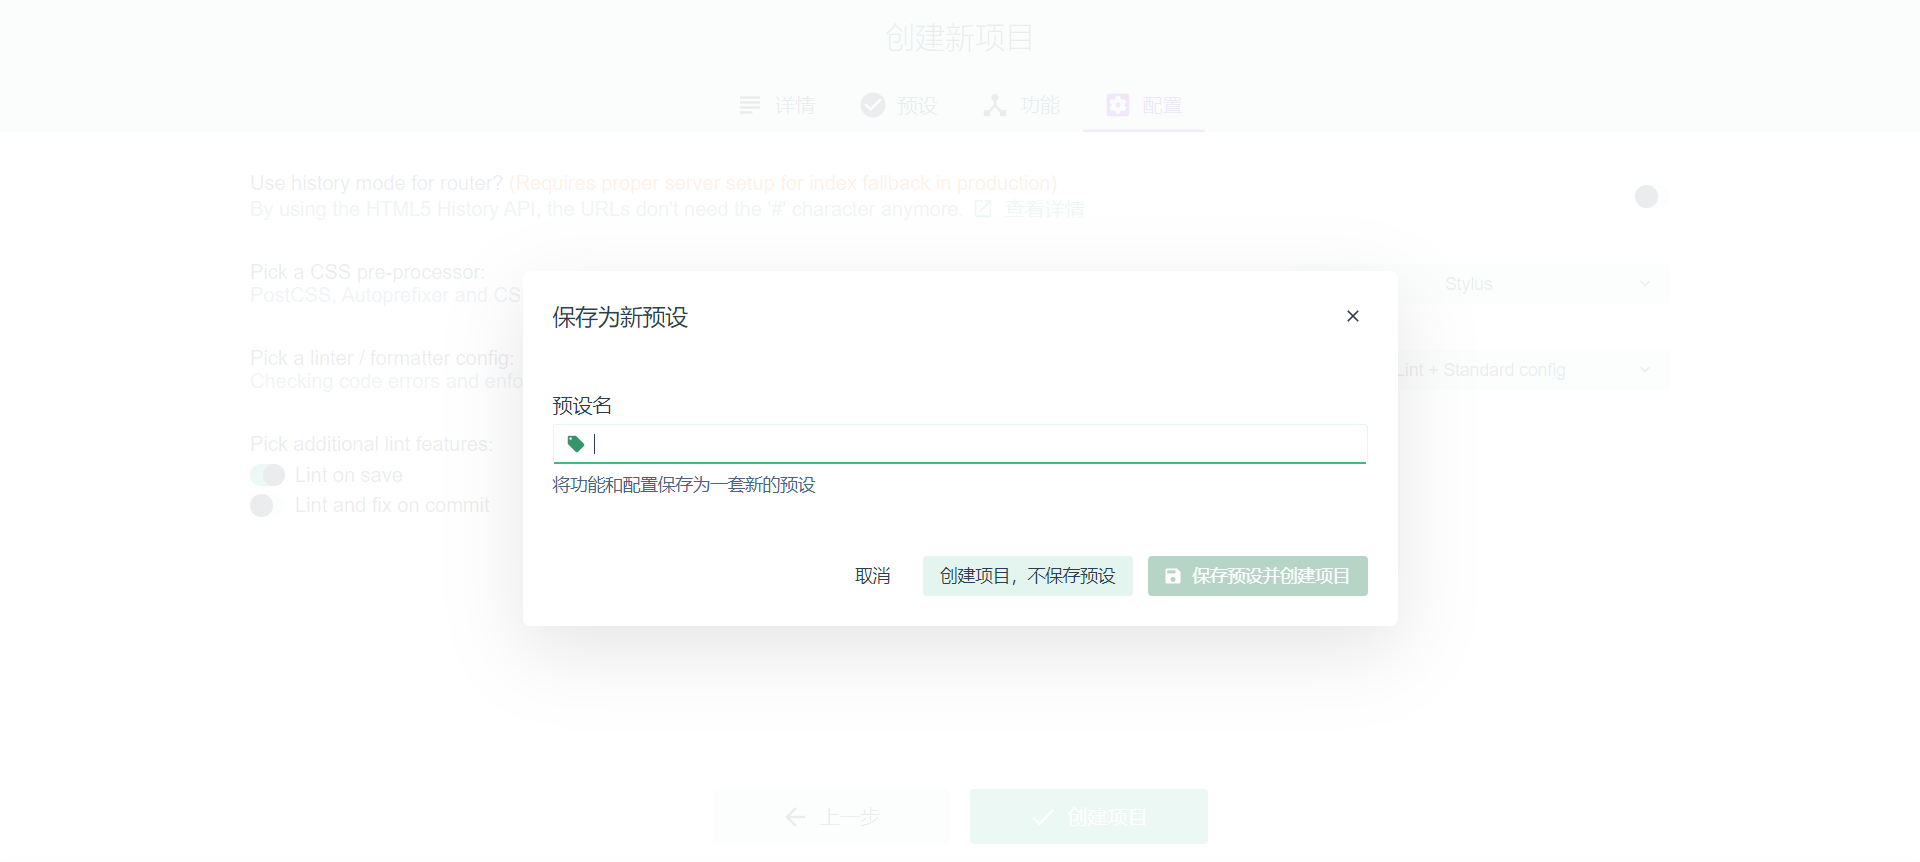 创建新项目
详情 预设 功能 配置
Use history mode for router? (Requires proper server setup for index fallback in production)
By using the HTML5 History API, the URLs don't need the '#' character anymore. 查看详情
Pick a CSS pre-processor:
PostCSS, Autoprefixer and CS
Stylus
Pick a linter / formatter config:
Checking code errors and enfo
Lint + Standard config
Pick additional lint features:
Lint on save
Lint and fix on commit
保存为新预设
预设名
将功能和配置保存为一套新的预设
取消 创建项目，不保存预设 保存预设并创建项目
上一步 创建项目